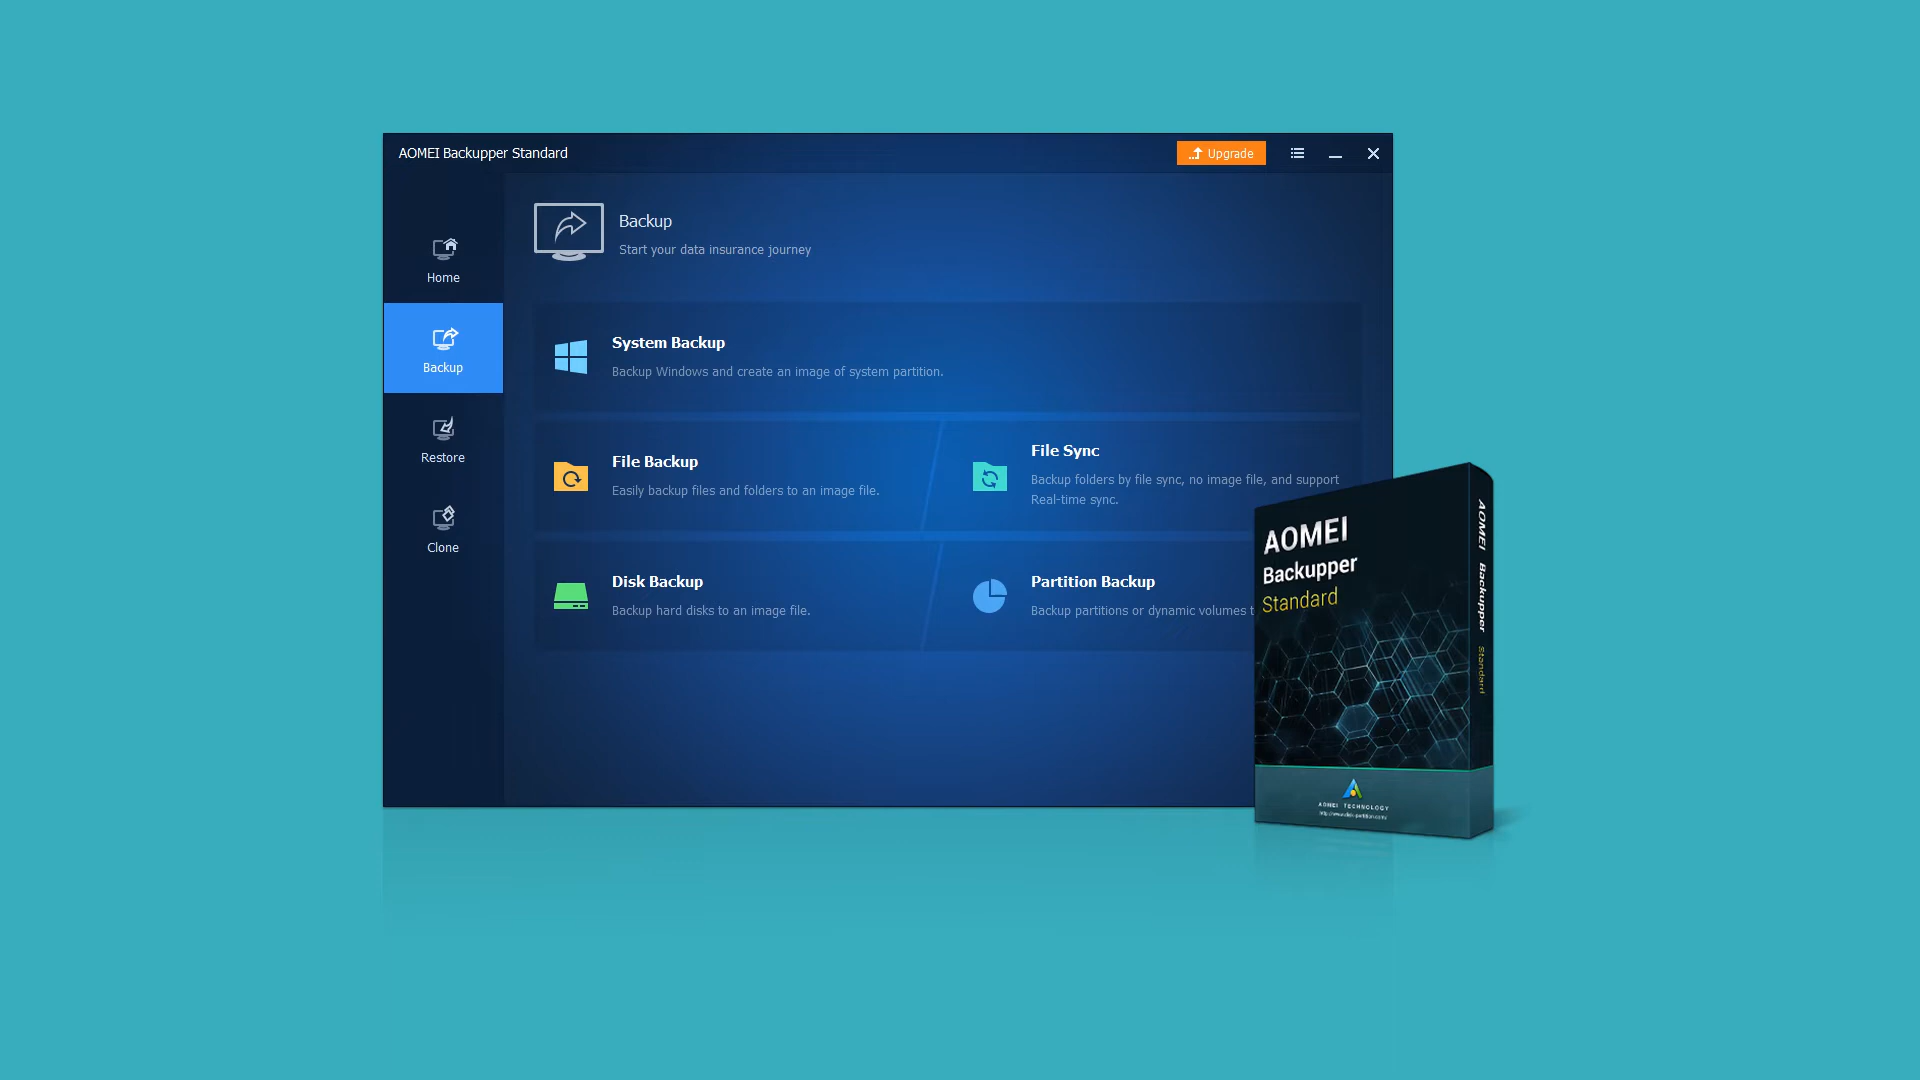 AOMEI Backupper Standard
Upgrade
Home
Backup
Restore
Clone
Backup
Start your data insurance journey
System Backup
Backup Windows and create an image of system partition.
File Backup
Easily backup files and folders to an image file.
File Sync
Backup folders by file sync, no image file, and support
Real-time sync.
Disk Backup
Backup hard disks to an image file.
Partition Backup
Backup partitions or dynamic volumes t
AOMEI
Backupper
Standard
AOMEI Backupper Standard
AOMEI TECHNOLOGY